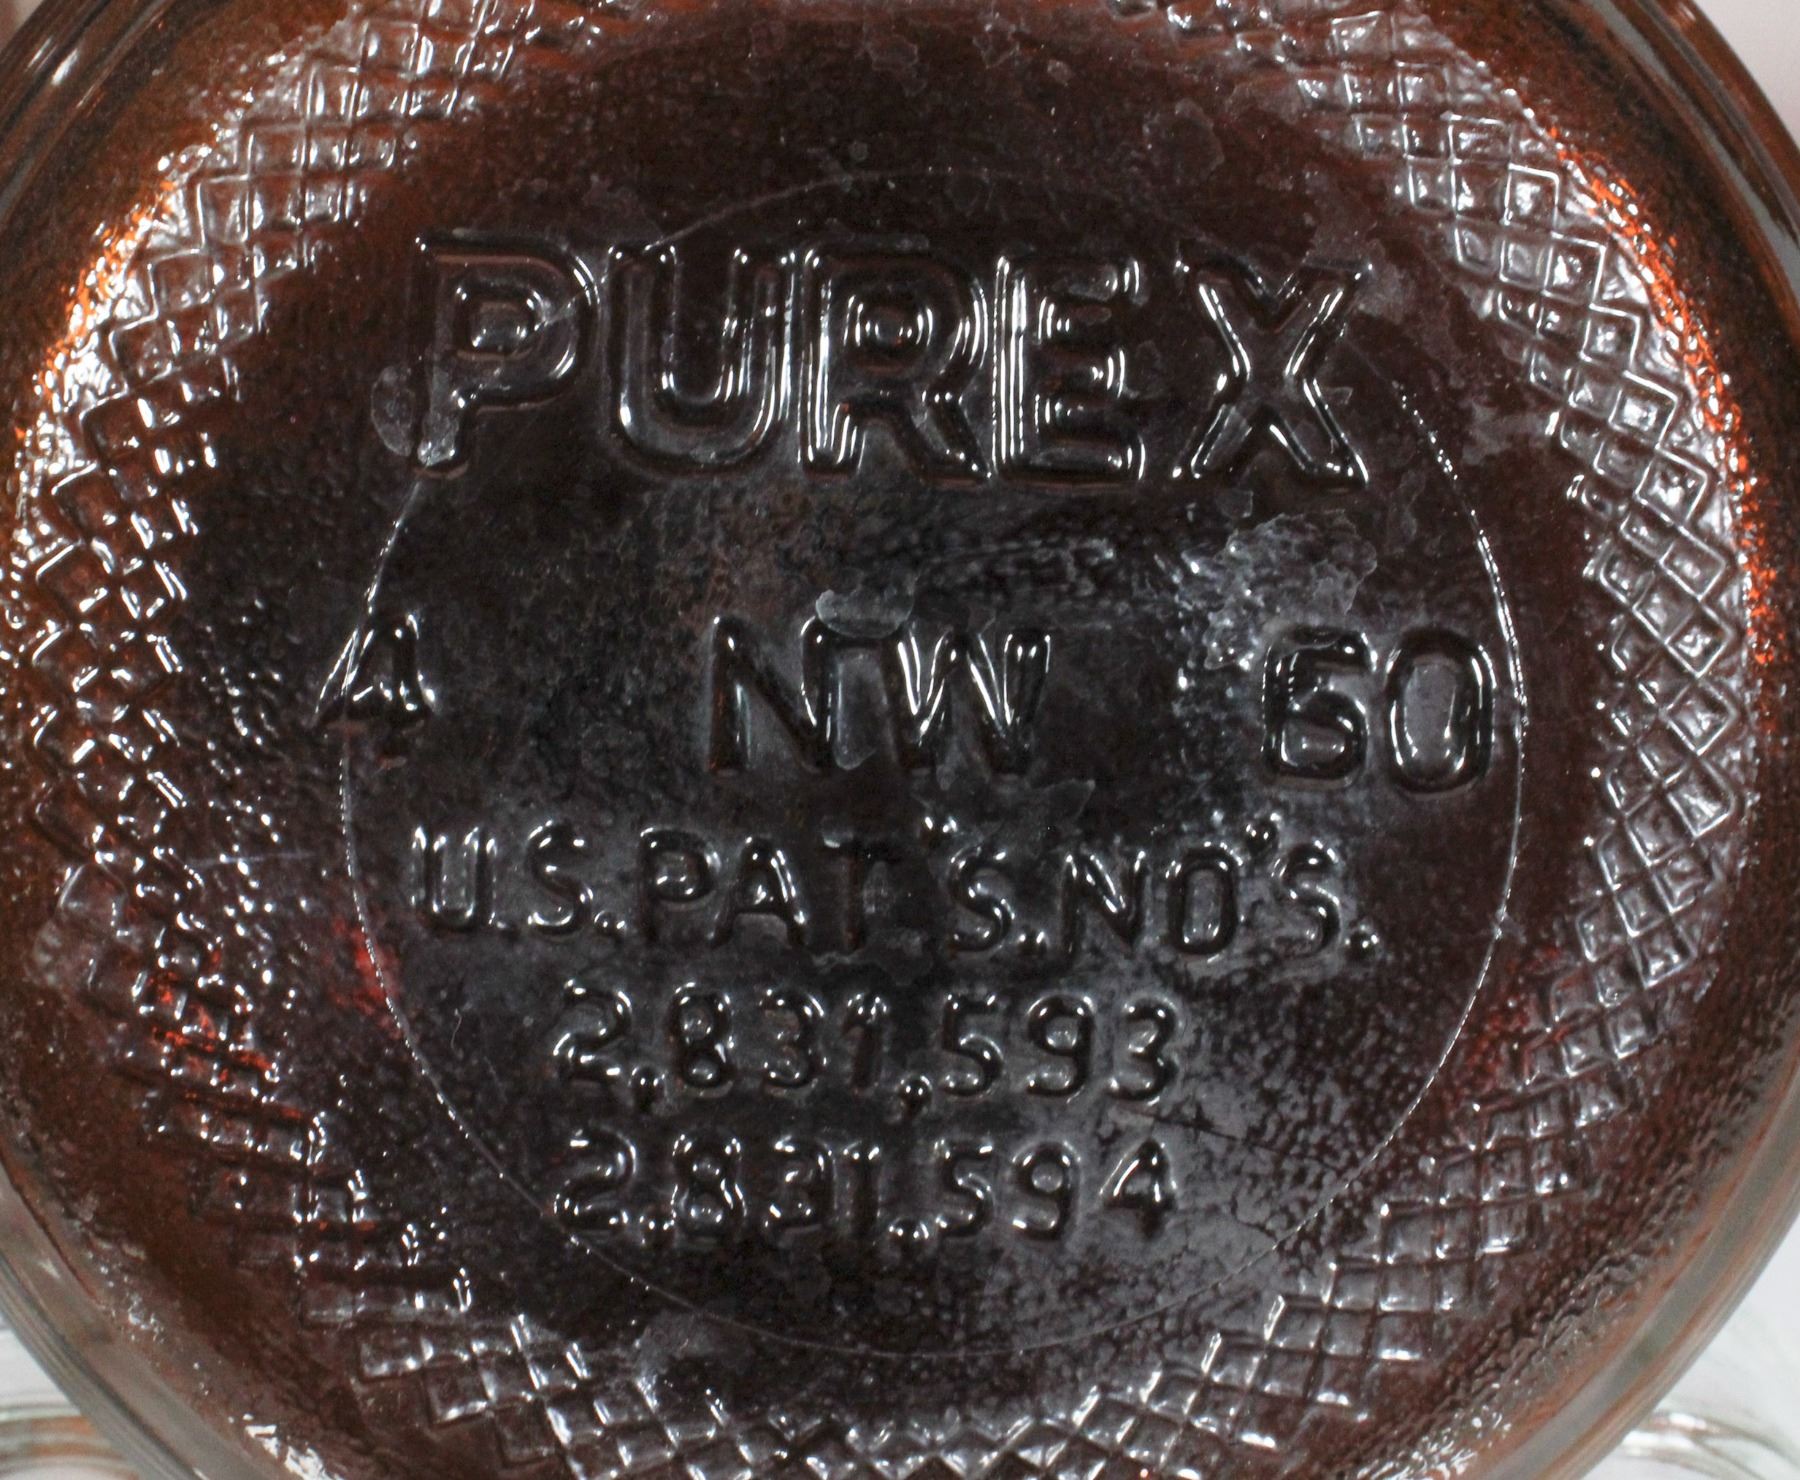 PUREX
4 NW 60
U.S.PAT'S.NO'S.
2,831,593
2,831,594